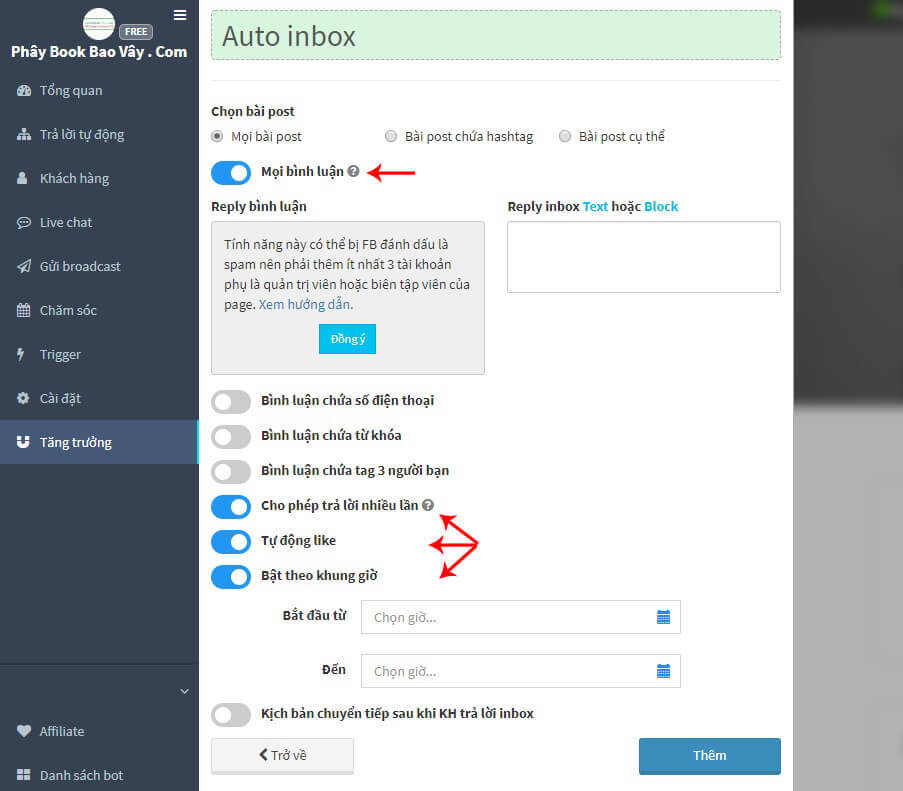 FREE
Phây Book Bao Vây . Com
Tổng quan
Trả lời tự động
Khách hàng
Live chat
Gửi broadcast
Chăm sóc
Trigger
Cài đặt
Tăng trưởng
Affiliate
Danh sách bot
Auto inbox
Chọn bài post
Mọi bài post
Bài post chứa hashtag
Bài post cụ thể
Mọi bình luận ?
Reply bình luận
Reply inbox Text hoặc Block
Tính năng này có thể bị FB đánh dấu là
spam nên phải thêm ít nhất 3 tài khoản
phụ là quản trị viên hoặc biên tập viên của
page. Xem hướng dẫn.
Đồng ý
Bình luận chứa số điện thoại
Bình luận chứa từ khóa
Bình luận chứa tag 3 người bạn
Cho phép trả lời nhiều lần ?
Tự động like
Bật theo khung giờ
Bắt đầu từ
Chọn giờ...
Đến
Chọn giờ...
Kịch bản chuyển tiếp sau khi KH trả lời inbox
Trở về
Thêm